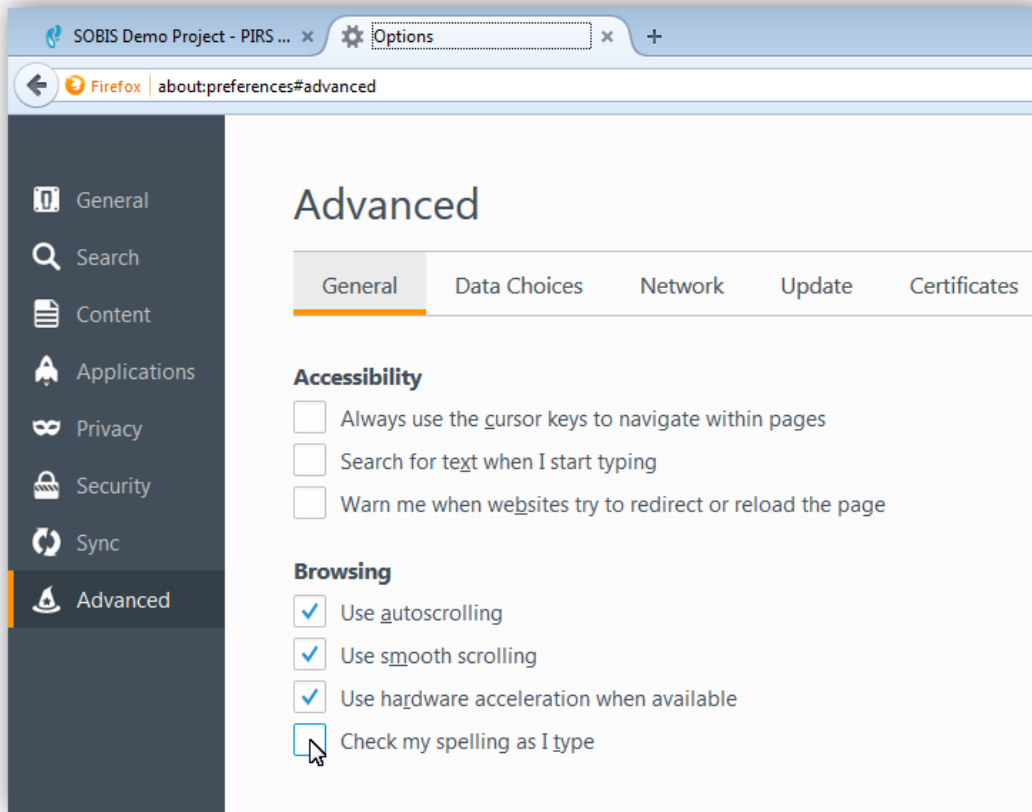 SOBIS Demo Project - PIRS ... × Options × +
Firefox about:preferences#advanced
General
Search
Content
Applications
Privacy
Security
Sync
Advanced
Advanced
General Data Choices Network Update Certificates
Accessibility
Always use the cursor keys to navigate within pages
Search for text when I start typing
Warn me when websites try to redirect or reload the page
Browsing
Use autoscrolling
Use smooth scrolling
Use hardware acceleration when available
Check my spelling as I type